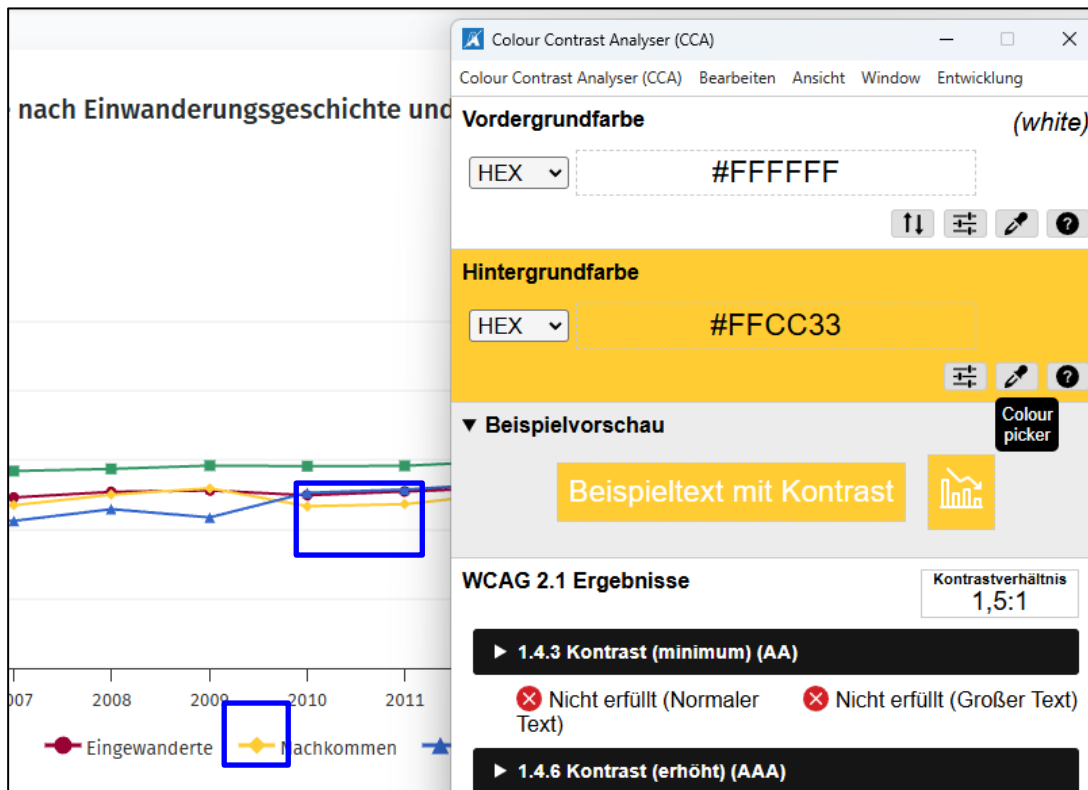 nach Einwanderungsgeschichte und
2008
2009
2010
2011
Eingewanderte
Nachkommen
Colour Contrast Analyser (CCA)
Colour Contrast Analyser (CCA) Bearbeiten Ansicht Window Entwicklung
Vordergrundfarbe
(white)
HEX
#FFFFFF
Hintergrundfarbe
HEX
#FFCC33
Colour
picker
Beispielvorschau
Beispieltext mit Kontrast
WCAG 2.1 Ergebnisse
Kontrastverhältnis
1,5:1
1.4.3 Kontrast (minimum) (AA)
Nicht erfüllt (Normaler
Text)
Nicht erfüllt (Großer Text)
1.4.6 Kontrast (erhöht) (AAA)